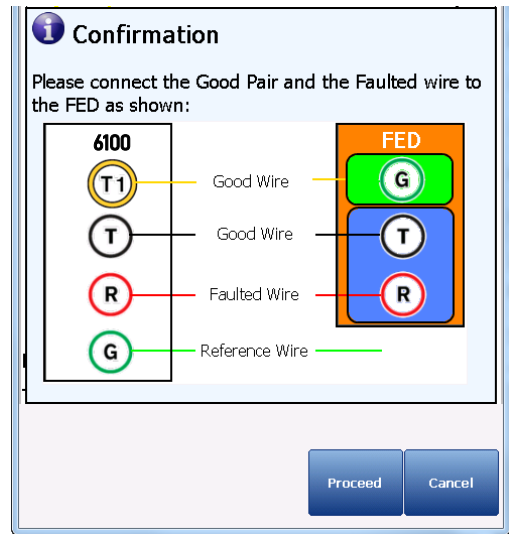 i Confirmation
Please connect the Good Pair and the Faulted wire to
the FED as shown:
6100 FED
T1 Good Wire G
T Good Wire T
R Faulted Wire R
G Reference Wire
Proceed Cancel